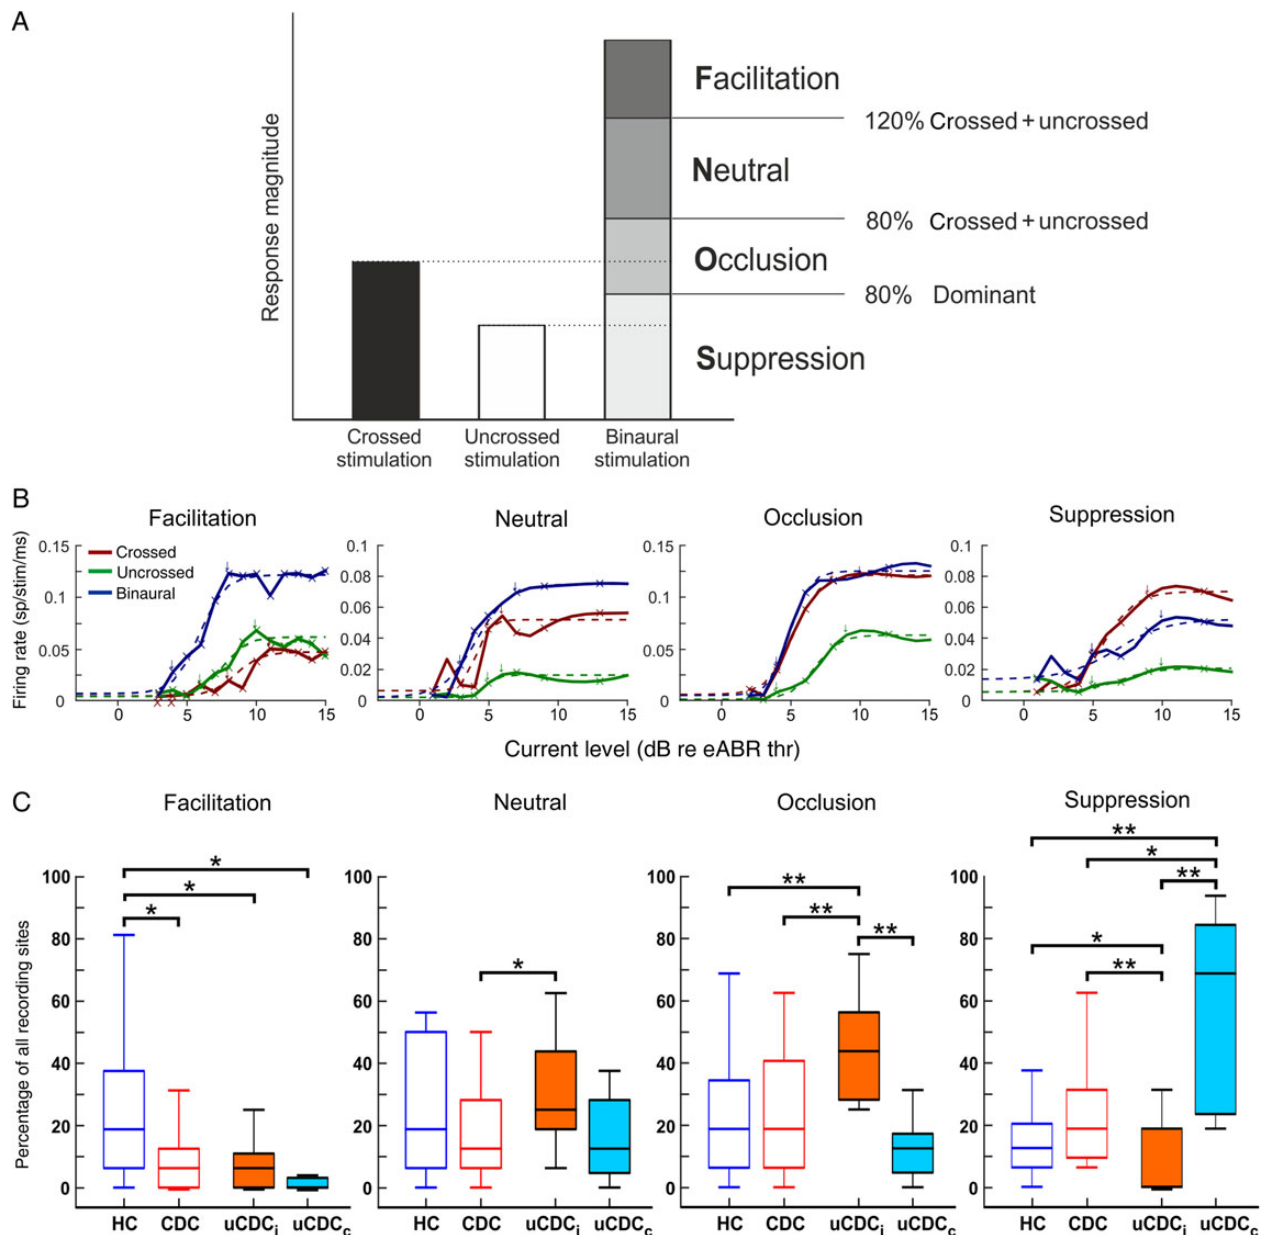 A
Response magnitude
Facilitation
120% Crossed + uncrossed
Neutral
80% Crossed + uncrossed
Occlusion
80% Dominant
Suppression
Crossed stimulation
Uncrossed stimulation
Binaural stimulation
B
Facilitation
Neutral
Occlusion
Suppression
Firing rate (sp/stim/ms)
0.15
0.1
0.05
0
Crossed
Uncrossed
Binaural
0 5 10 15
0.1
0.08
0.06
0.04
0.02
0
0 5 10 15
0.15
0.1
0.05
0
0 5 10 15
0.1
0.08
0.06
0.04
0.02
0
0 5 10 15
Current level (dB re eABR thr)
C
Facilitation
Neutral
Occlusion
Suppression
Percentage of all recording sites
100
80
60
40
20
0
* * *
HC CDC uCDCi uCDCc
100
80
60
40
20
0
*
HC CDC uCDCi uCDCc
100
80
60
40
20
0
** ** **
HC CDC uCDCi uCDCc
100
80
60
40
20
0
** * ** * **
HC CDC uCDCi uCDCc